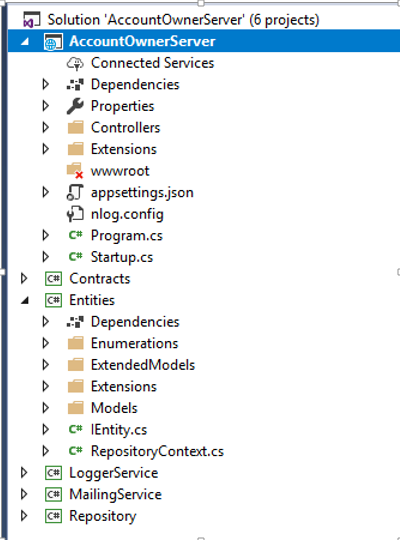 Solution 'AccountOwnerServer' (6 projects)
AccountOwnerServer
Connected Services
Dependencies
Properties
Controllers
Extensions
wwwroot
appsettings.json
nlog.config
C# Program.cs
C# Startup.cs
C# Contracts
C# Entities
Dependencies
Enumerations
ExtendedModels
Extensions
Models
C# IEntity.cs
C# RepositoryContext.cs
C# LoggerService
C# MailingService
C# Repository